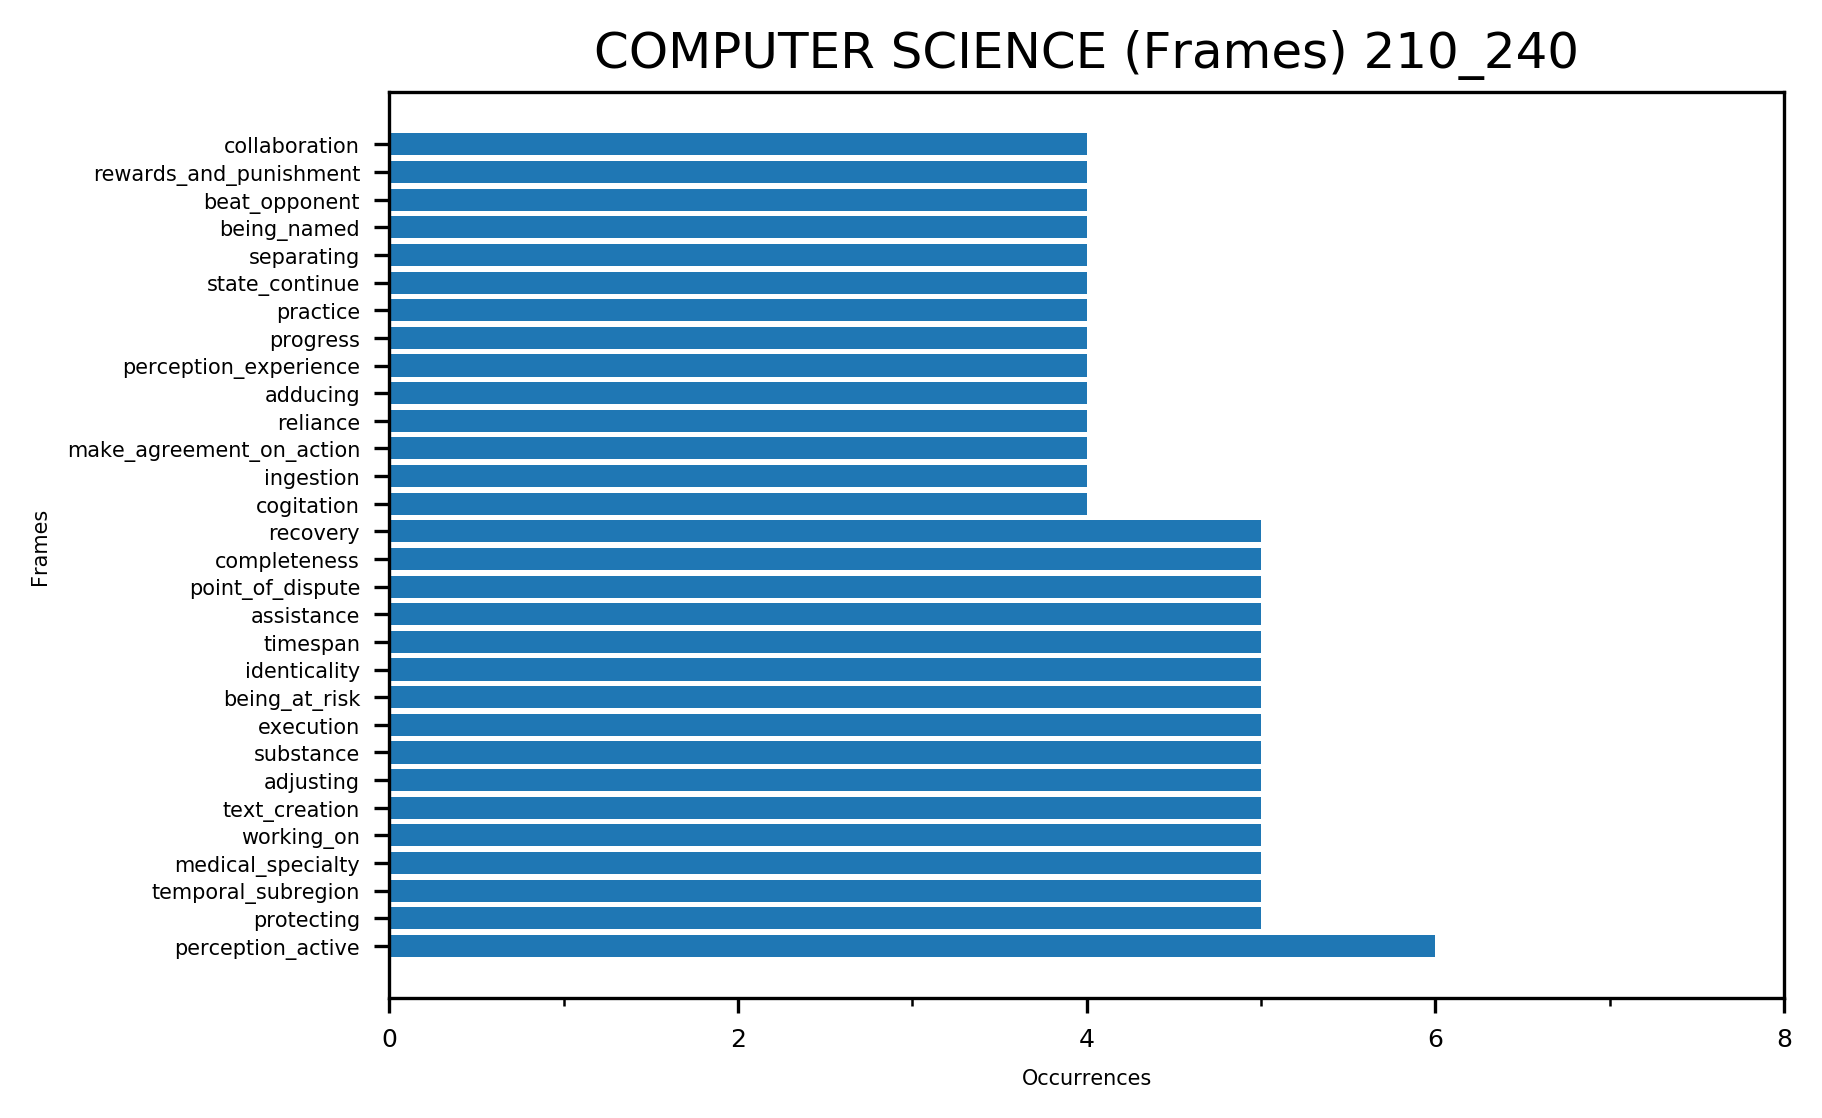 COMPUTER SCIENCE (Frames) 210_240
collaboration
rewards_and_punishment
beat_opponent
being_named
separating
state_continue
practice
progress
perception_experience
adducing
reliance
make_agreement_on_action
ingestion
cogitation
recovery
completeness
point_of_dispute
assistance
timespan
identicality
being_at_risk
execution
substance
adjusting
text_creation
working_on
medical_specialty
temporal_subregion
protecting
perception_active
Frames
0 2 4 6 8
Occurrences